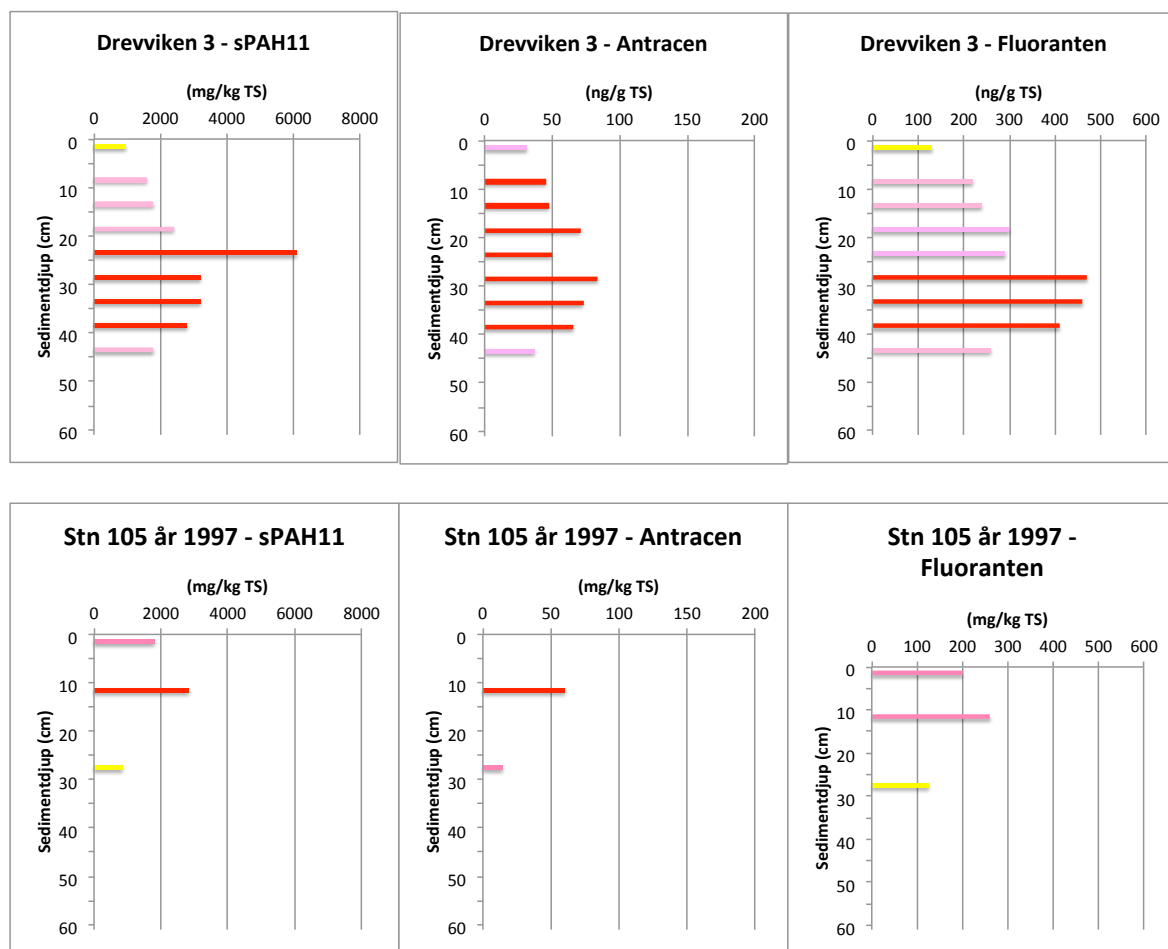 Drevviken 3 - sPAH11
(mg/kg TS)
0 2000 4000 6000 8000
0
10
20
30
40
50
60
Sedimentdjup (cm)
Drevviken 3 - Antracen
(ng/g TS)
0 50 100 150 200
0
10
20
30
40
50
60
Sedimentdjup (cm)
Drevviken 3 - Fluoranten
(ng/g TS)
0 100 200 300 400 500 600
0
10
20
30
40
50
60
Sedimentdjup (cm)
Stn 105 år 1997 - sPAH11
(mg/kg TS)
0 2000 4000 6000 8000
0
10
20
30
40
50
60
Sedimentdjup (cm)
Stn 105 år 1997 - Antracen
(mg/kg TS)
0 50 100 150 200
0
10
20
30
40
50
60
Sedimentdjup (cm)
Stn 105 år 1997 -
Fluoranten
(mg/kg TS)
0 100 200 300 400 500 600
0
10
20
30
40
50
60
Sedimentdjup (cm)